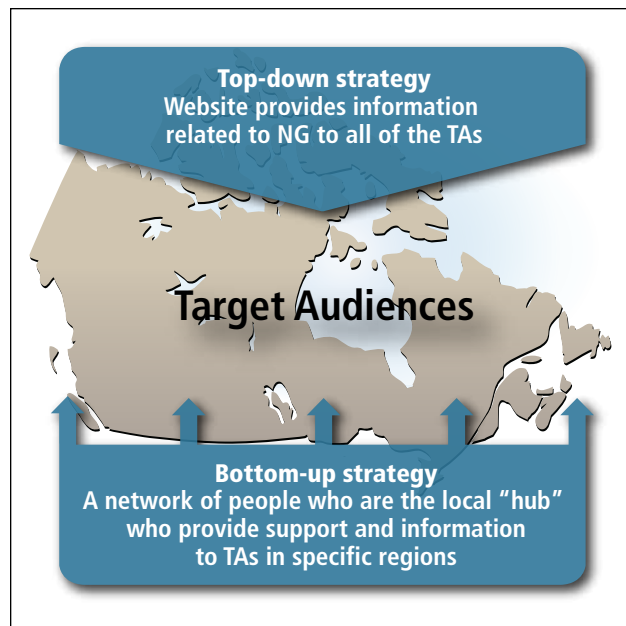 Top-down strategy
Website provides information
related to NG to all of the TAs
Target Audiences
Bottom-up strategy
A network of people who are the local “hub”
who provide support and information
to TAs in specific regions